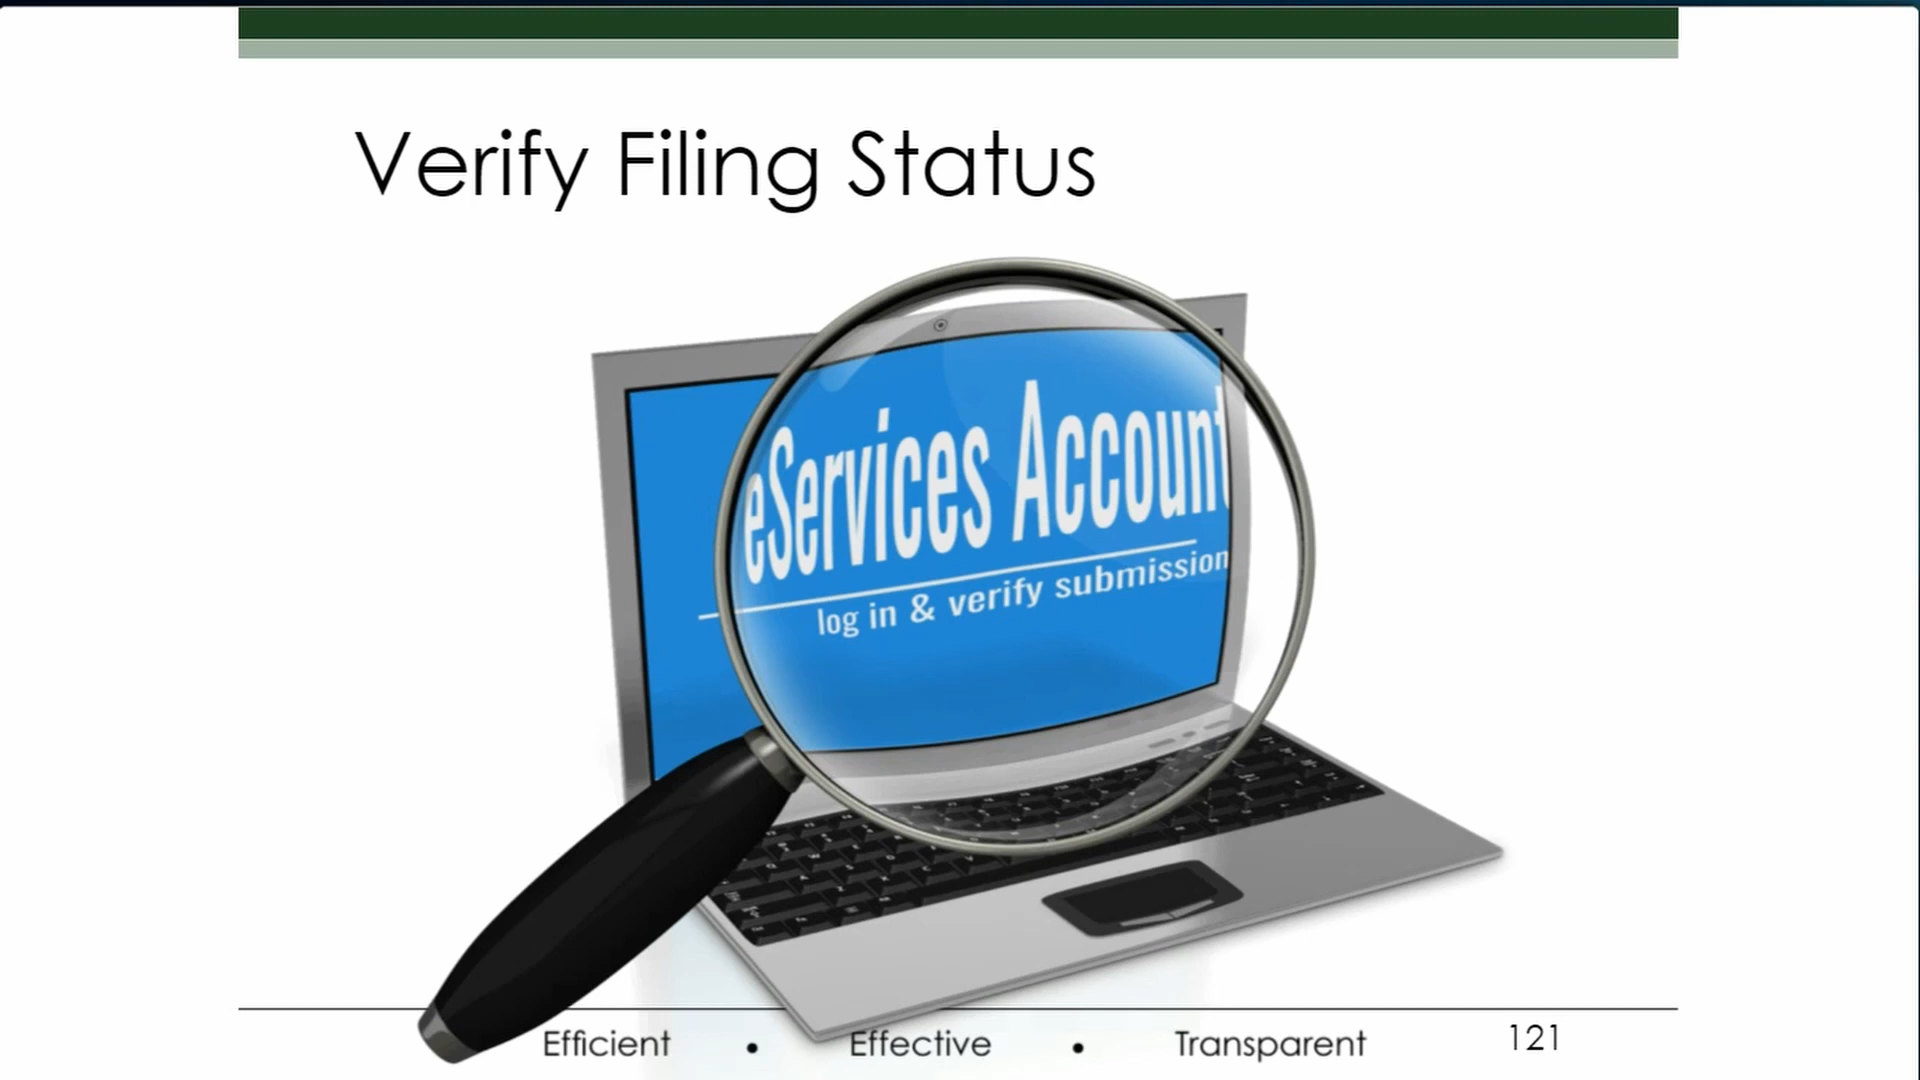 Verify Filing Status
eServices Account
log in & verify submission
Efficient • Effective • Transparent 121